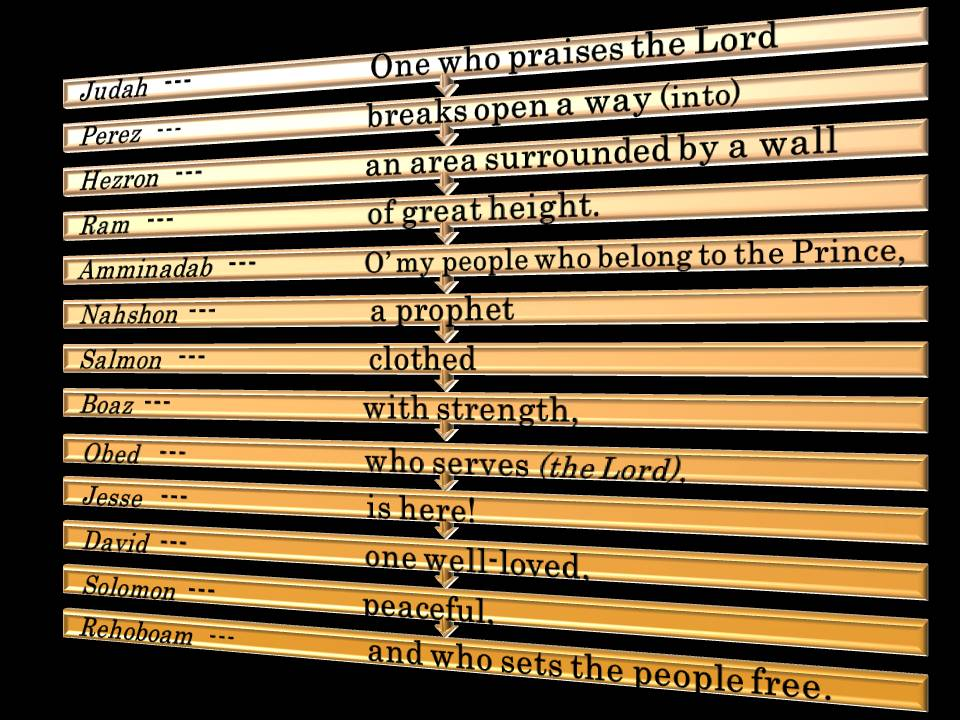 Judah --- One who praises the Lord
Perez --- breaks open a way (into)
Hezron --- an area surrounded by a wall
Ram --- of great height.
Amminadab --- O' my people who belong to the Prince,
Nahshon --- a prophet
Salmon --- clothed
Boaz --- with strength,
Obed --- who serves (the Lord),
Jesse --- is here!
David --- one well-loved,
Solomon --- peaceful,
Rehoboam --- and who sets the people free.